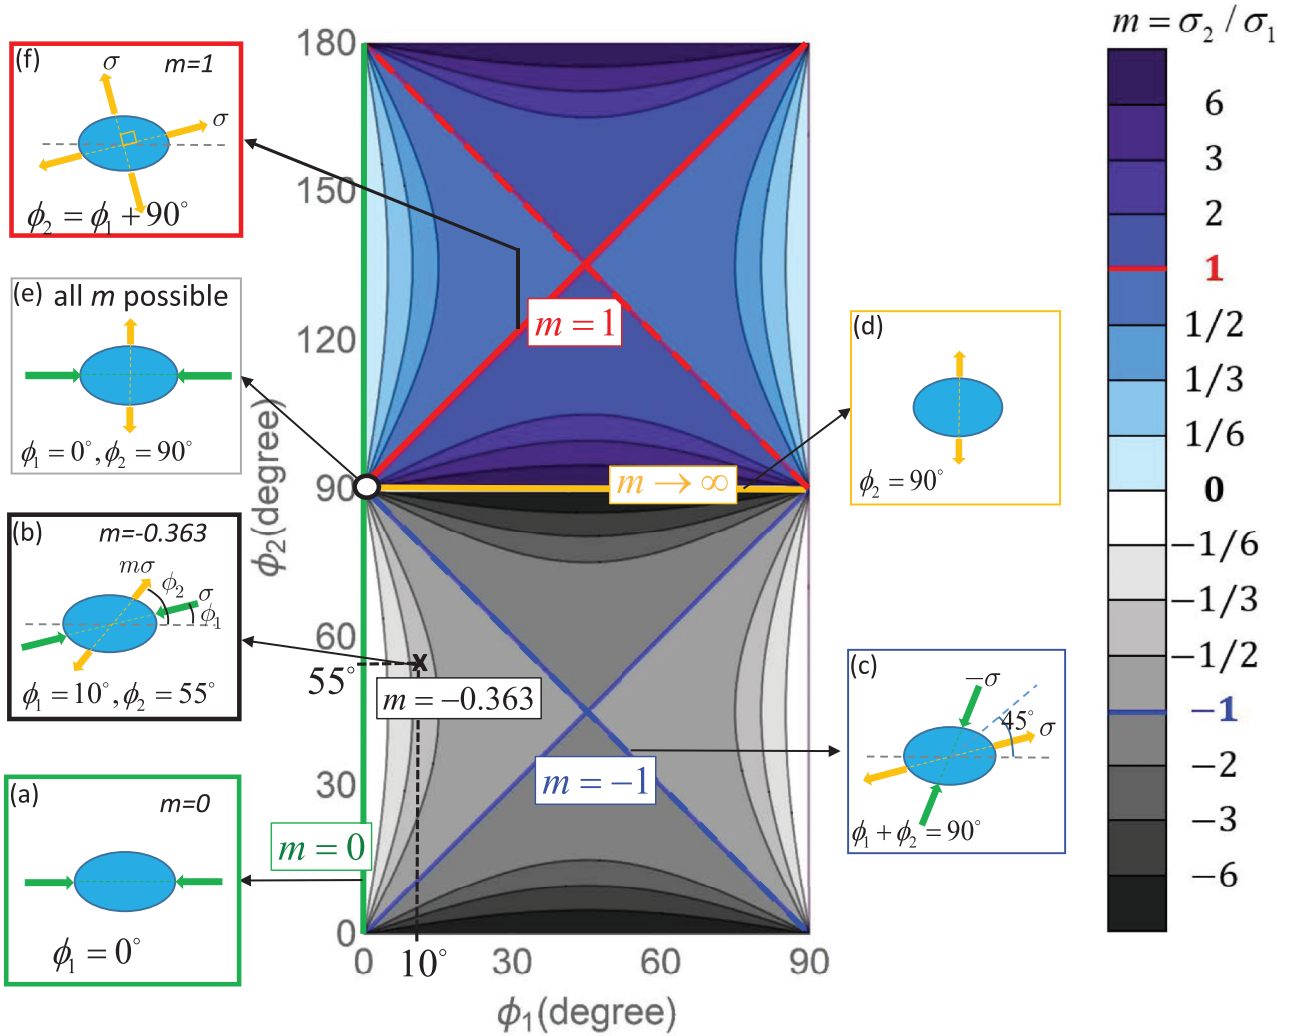 (f) m=1
σ
σ
ϕ₂ = ϕ₁ + 90°
(e) all m possible
ϕ₁ = 0°, ϕ₂ = 90°
(b) m=-0.363
mσ
ϕ₂
σ
ϕ₁
ϕ₁ = 10°, ϕ₂ = 55°
(a) m=0
ϕ₁ = 0°
180
150
120
90
60
55°
30
0
ϕ₂(degree)
m = 1
m → ∞
m = −0.363
m = −1
m = 0
0
10°
30
60
90
ϕ₁(degree)
(d)
ϕ₂ = 90°
(c)
−σ
45°
σ
ϕ₁ + ϕ₂ = 90°
m = σ₂ / σ₁
6
3
2
1
1/2
1/3
1/6
0
−1/6
−1/3
−1/2
−1
−2
−3
−6